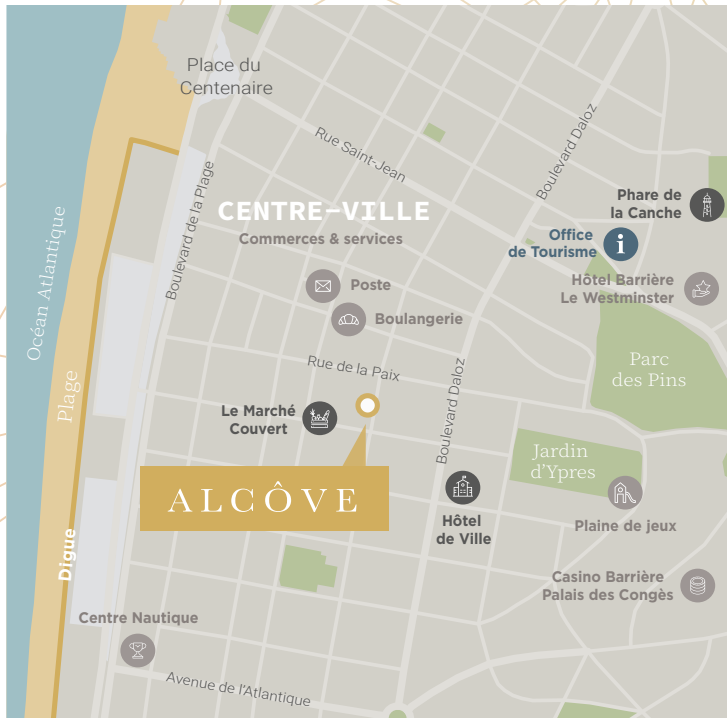 Place du
Centenaire
Rue Saint-Jean
Boulevard Daloz
Boulevard de la Plage
Phare de
la Canche
CENTRE-VILLE
Commerces & services
Office
de Tourisme
i
Océan Atlantique
Hôtel Barrière
Le Westminster
Poste
Boulangerie
Rue de la Paix
Parc
des Pins
Plage
Boulevard Daloz
Le Marché
Couvert
Jardin
d'Ypres
ALCÔVE
Hôtel
de Ville
Plaine de jeux
Digue
Casino Barrière
Palais des Congès
Centre Nautique
Avenue de l'Atlantique